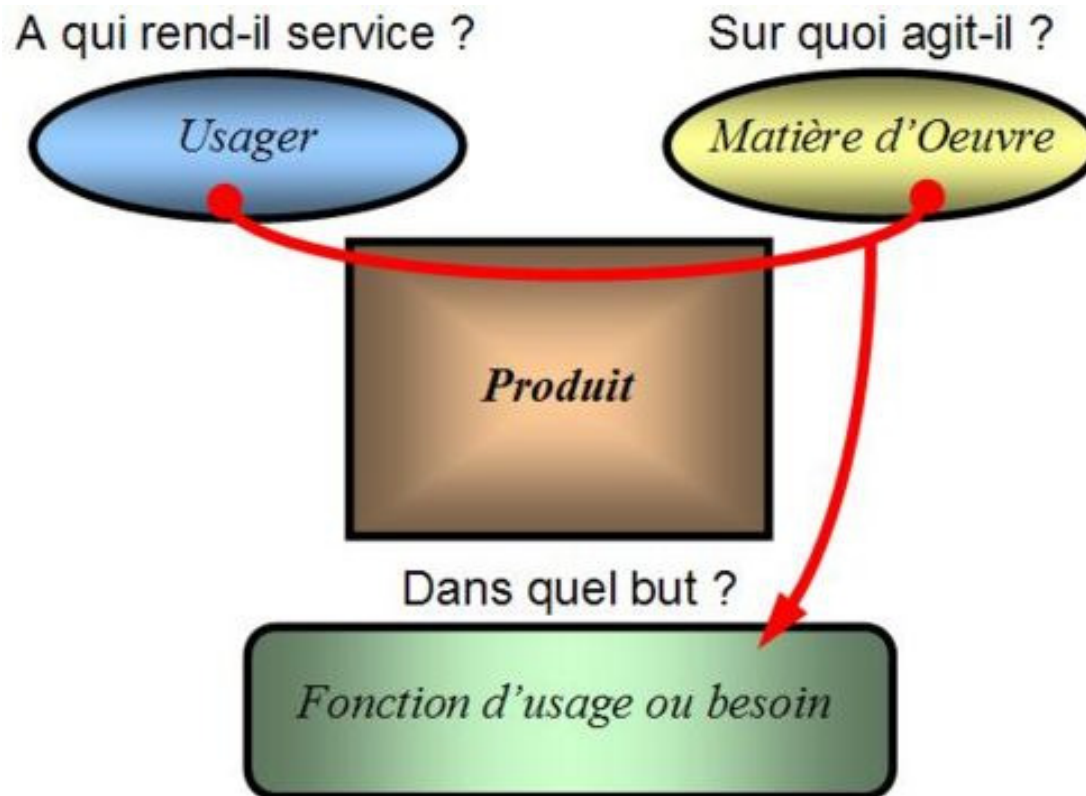 A qui rend-il service ?
Sur quoi agit-il ?
Usager
Matière d'Oeuvre
Produit
Dans quel but ?
Fonction d'usage ou besoin